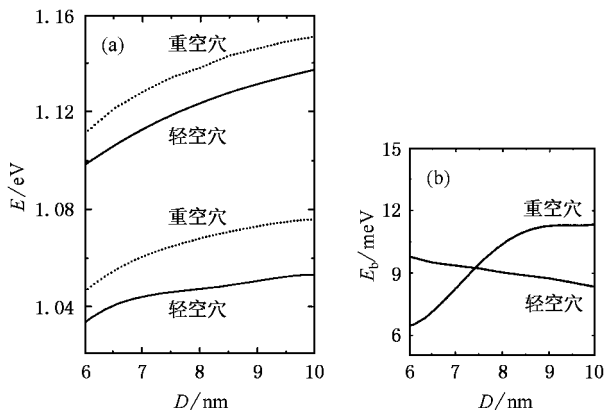 1.16
(a)
重空穴
1.12
轻空穴
E/eV
1.08
重空穴
1.04
轻空穴
6 7 8 9 10
D/nm
15
(b)
重空穴
12
E_b/meV
9
轻空穴
6
6 7 8 9 10
D/nm